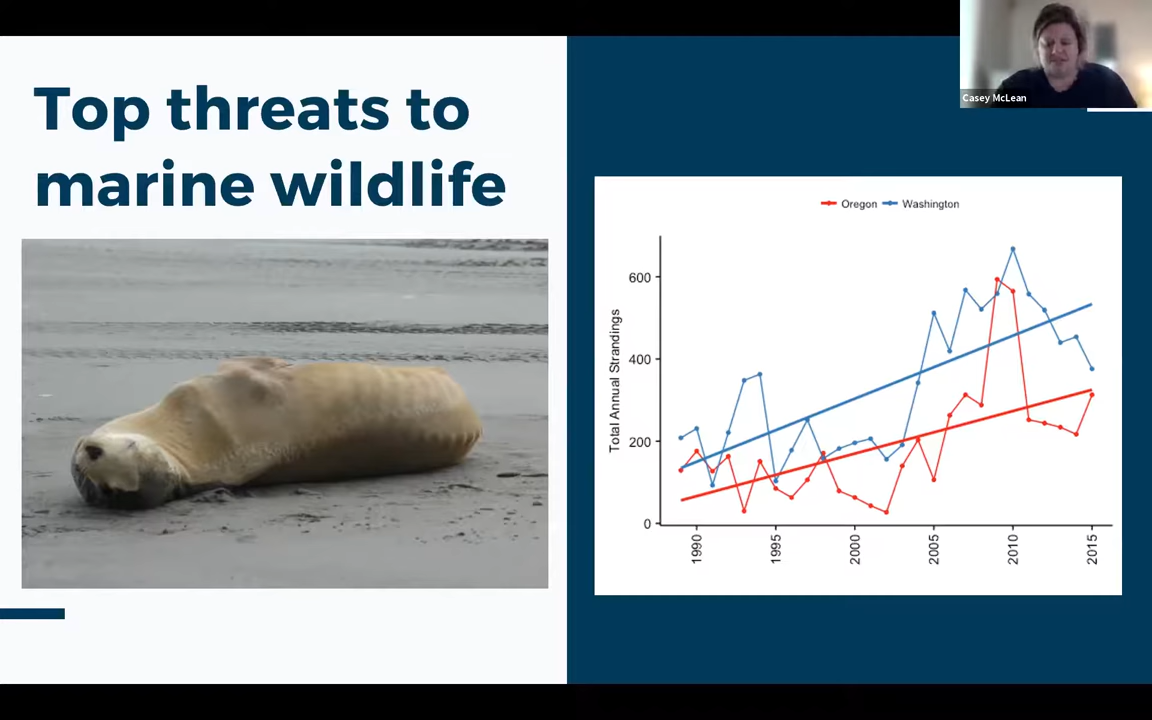 Top threats to
marine wildlife
Casey McLean
Oregon Washington
Total Annual Strandings
600
400
200
0
1990 1995 2000 2005 2010 2015